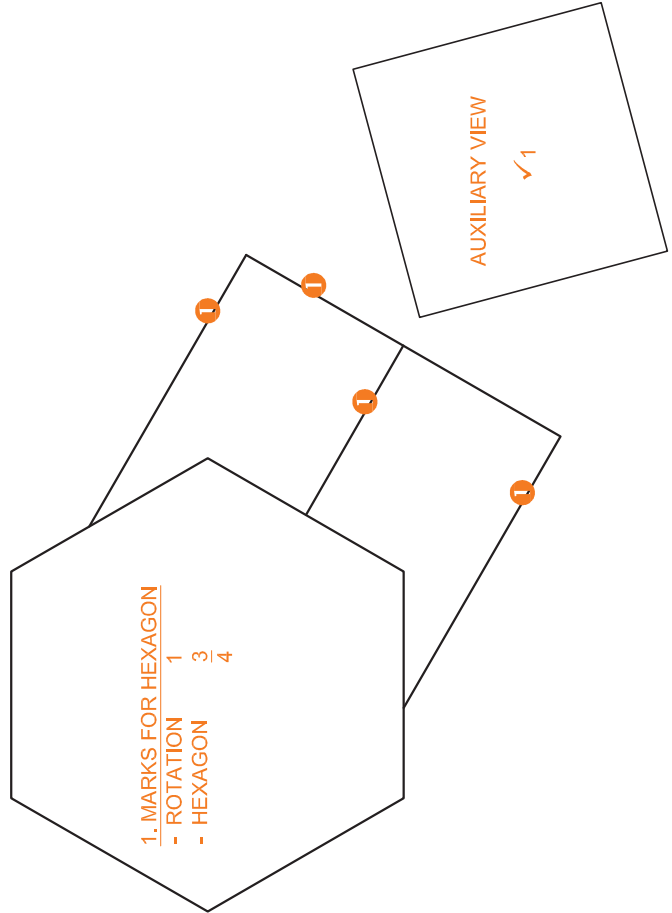 1. MARKS FOR HEXAGON
- ROTATION 1
- HEXAGON 3
4
1
1
1
1
AUXILIARY VIEW
✓1